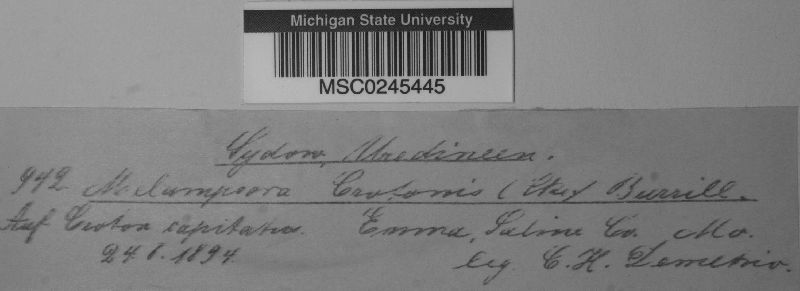 Michigan State University
MSC0245445
Sydow, Uredineen.
942. Melampsora Crotonis (Cke) Burrill.
Auf Croton capitatus. Emma, Saline Co. Mo.
24.8.1894. leg. C. H. Demetrio.